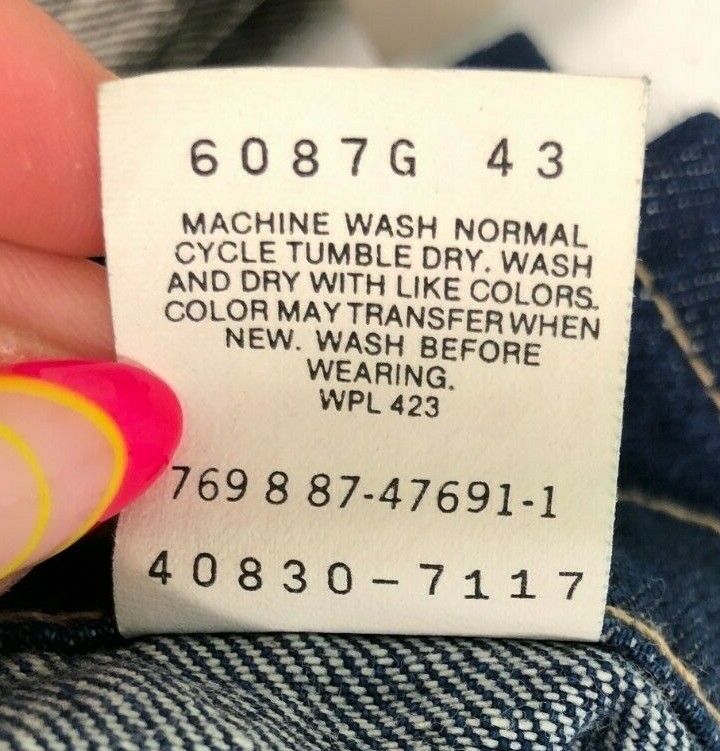 6087G 43
MACHINE WASH NORMAL
CYCLE TUMBLE DRY. WASH
AND DRY WITH LIKE COLORS.
COLOR MAY TRANSFER WHEN
NEW. WASH BEFORE
WEARING.
WPL 423
769 8 87-47691-1
40830-7117